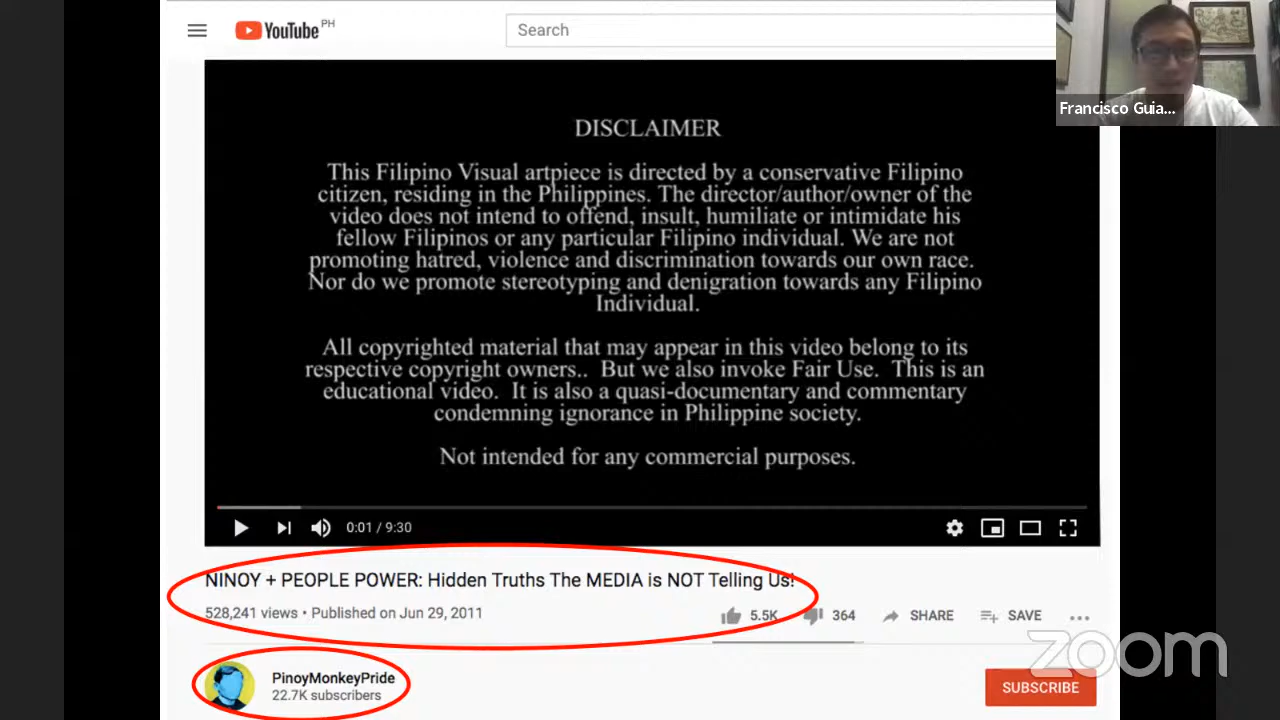 YouTube PH
Search
Francisco Guia...
DISCLAIMER
This Filipino Visual artpiece is directed by a conservative Filipino
citizen, residing in the Philippines. The director/author/owner of the
video does not intend to offend, insult, humiliate or intimidate his
fellow Filipinos or any particular Filipino individual. We are not
promoting hatred, violence and discrimination towards our own race.
Nor do we promote stereotyping and denigration towards any Filipino
Individual.
All copyrighted material that may appear in this video belong to its
respective copyright owners.. But we also invoke Fair Use. This is an
educational video. It is also a quasi-documentary and commentary
condemning ignorance in Philippine society.
Not intended for any commercial purposes.
0:01 / 9:30
NINOY + PEOPLE POWER: Hidden Truths The MEDIA is NOT Telling Us!
528,241 views • Published on Jun 29, 2011
5.5K 364 SHARE SAVE
zoom
PinoyMonkeyPride
22.7K subscribers
SUBSCRIBE